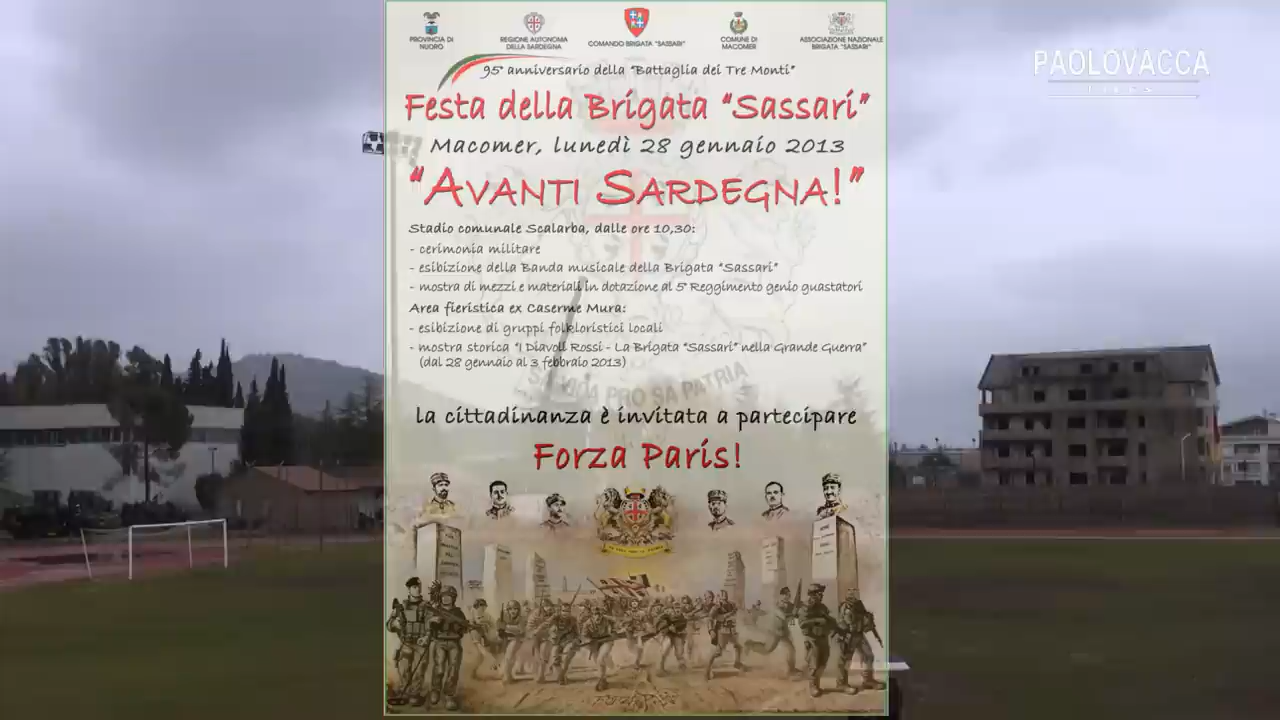 PROVINCIA DI
NUORO
REGIONE AUTONOMA
DELLA SARDEGNA
COMANDO BRIGATA "SASSARI"
COMUNE DI
MACOMER
ASSOCIAZIONE NAZIONALE
BRIGATA "SASSARI"
PAOLOVACCA
95° anniversario della "Battaglia dei Tre Monti"
Festa della Brigata "Sassari"
Macomer, lunedì 28 gennaio 2013
"AVANTI SARDEGNA!"
Stadio comunale Scalarba, dalle ore 10,30:
- cerimonia militare
- esibizione della Banda musicale della Brigata "Sassari"
- mostra di mezzi e materiali in dotazione al 5° Reggimento genio guastatori
Area fieristica ex Caserme Mura:
- esibizione di gruppi folkloristici locali
- mostra storica "I Diavoli Rossi - La Brigata "Sassari" nella Grande Guerra"
(dal 28 gennaio al 3 febbraio 2013)
SA VIDA PRO SA PATRIA
la cittadinanza è invitata a partecipare
Forza Paris!